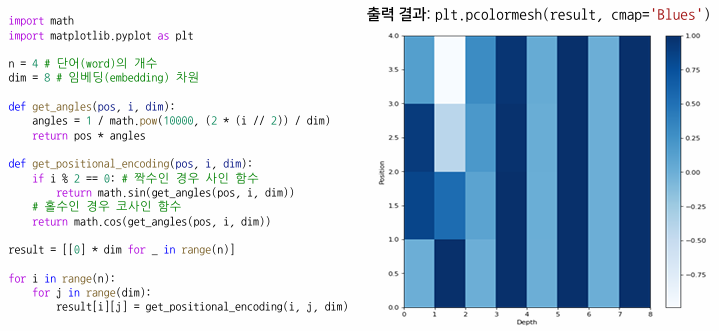 import math
import matplotlib.pyplot as plt
n = 4 # 단어(word)의 개수
dim = 8 # 임베딩(embedding) 차원
def get_angles(pos, i, dim):
angles = 1 / math.pow(10000, (2 * (i // 2)) / dim)
return pos * angles
def get_positional_encoding(pos, i, dim):
if i % 2 == 0: # 짝수인 경우 사인 함수
return math.sin(get_angles(pos, i, dim))
# 홀수인 경우 코사인 함수
return math.cos(get_angles(pos, i, dim))
result = [[0] * dim for _ in range(n)]
for i in range(n):
for j in range(dim):
result[i][j] = get_positional_encoding(i, j, dim)
출력 결과: plt.pcolormesh(result, cmap='Blues')
4.0
3.5
3.0
2.5
2.0
1.5
1.0
0.5
0.0
Position
0 1 2 3 4 5 6 7 8
Depth
1.00
0.75
0.50
0.25
0.00
−0.25
−0.50
−0.75